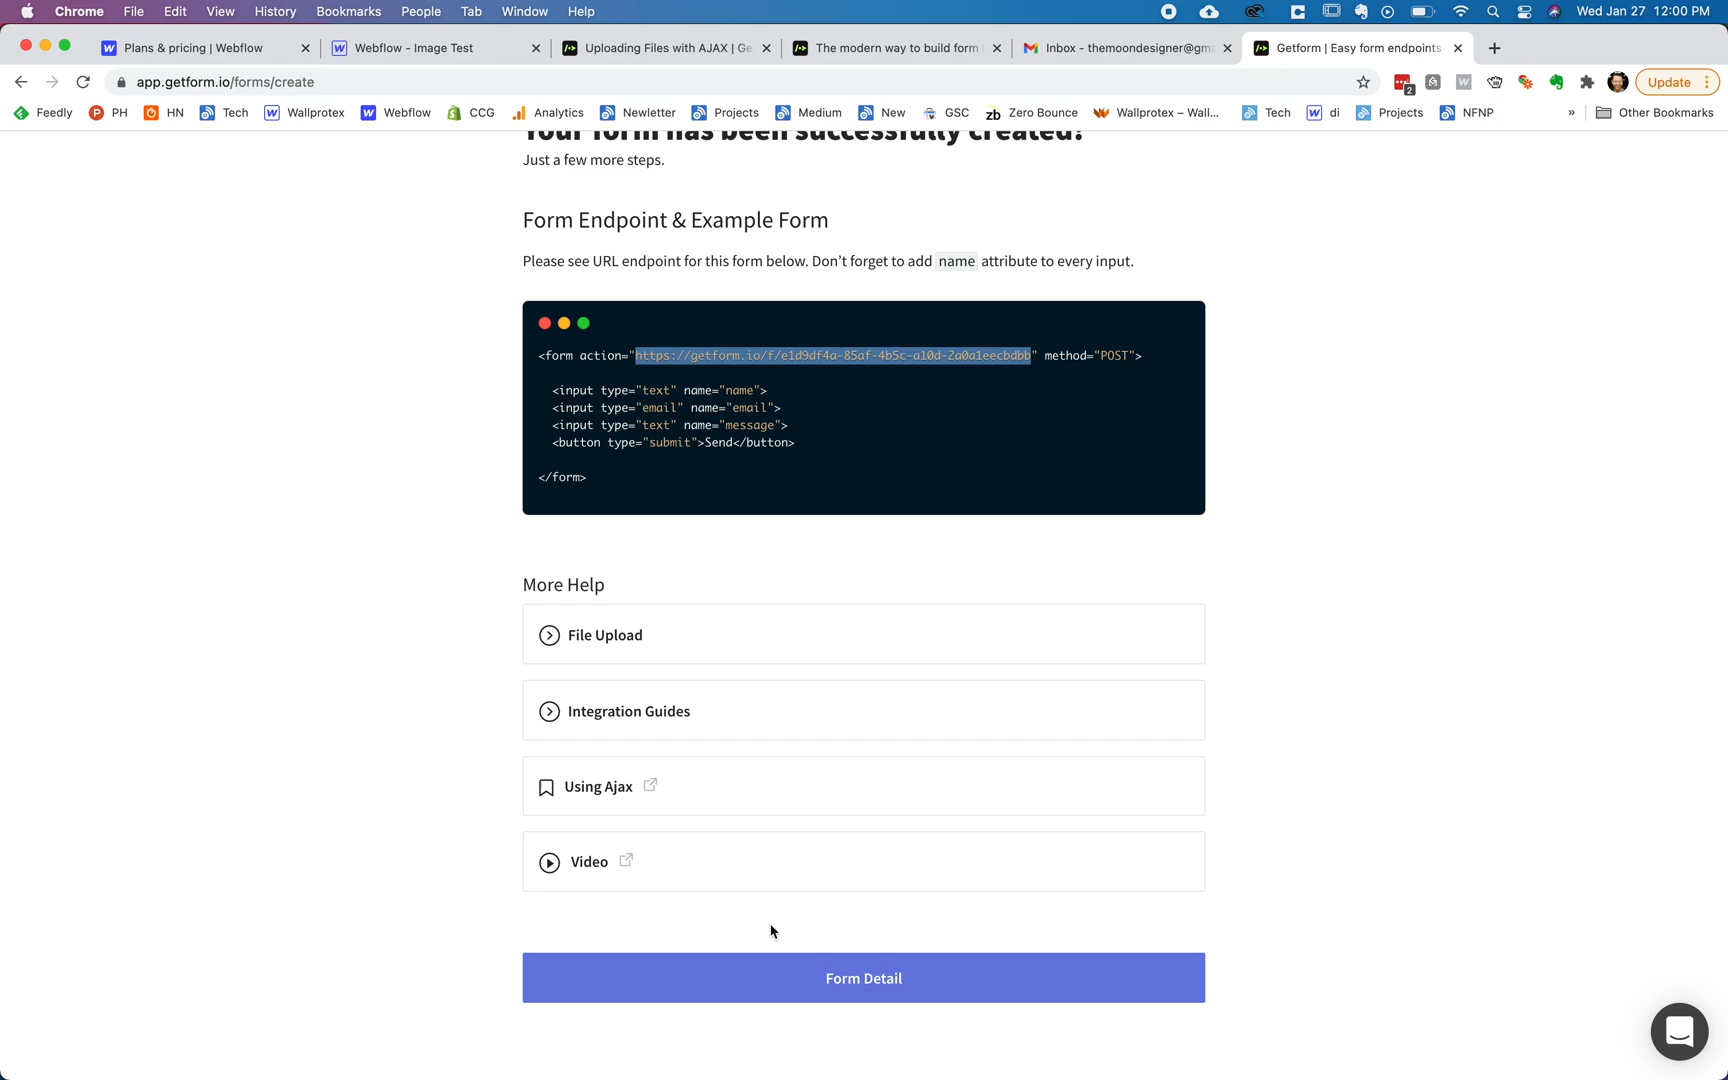 Chrome File Edit View History Bookmarks People Tab Window Help Wed Jan 27 12:00 PM
Plans & pricing | Webflow
Webflow - Image Test
Uploading Files with AJAX | Ge
The modern way to build form
Inbox - themoondesigner@gm
Getform | Easy form endpoints
app.getform.io/forms/create
2
Update
Feedly PH HN Tech Wallprotex Webflow CCG Analytics Newletter Projects Medium New GSC Zero Bounce Wallprotex – Wall... Tech di Projects NFNP » Other Bookmarks
Your form has been successfully created!
Just a few more steps.
Form Endpoint & Example Form
Please see URL endpoint for this form below. Don't forget to add name attribute to every input.
<form action="https://getform.io/f/e1d9df4a-85af-4b5c-a10d-2a0a1eecbdbb" method="POST">
<input type="text" name="name">
<input type="email" name="email">
<input type="text" name="message">
<button type="submit">Send</button>
</form>
More Help
File Upload
Integration Guides
Using Ajax
Video
Form Detail